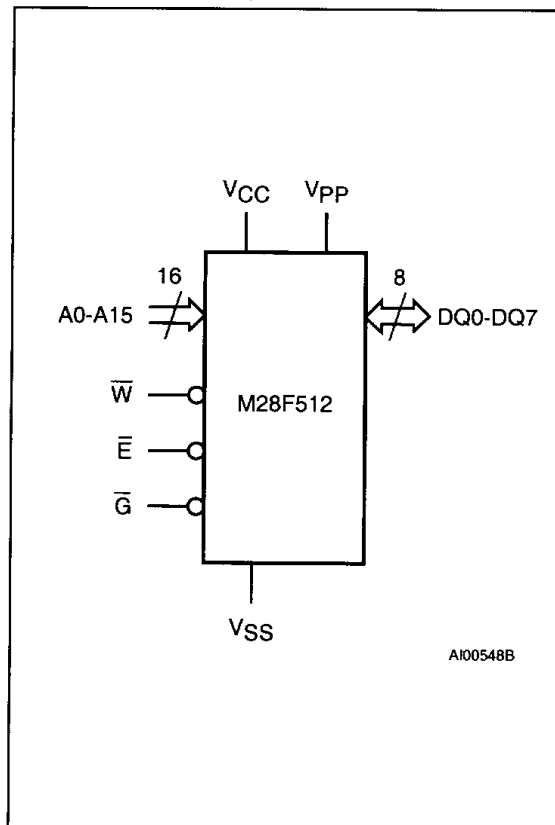 VCC VPP
16 8
A0-A15 DQ0-DQ7
W̅
M28F512
E̅
G̅
VSS
AI00548B